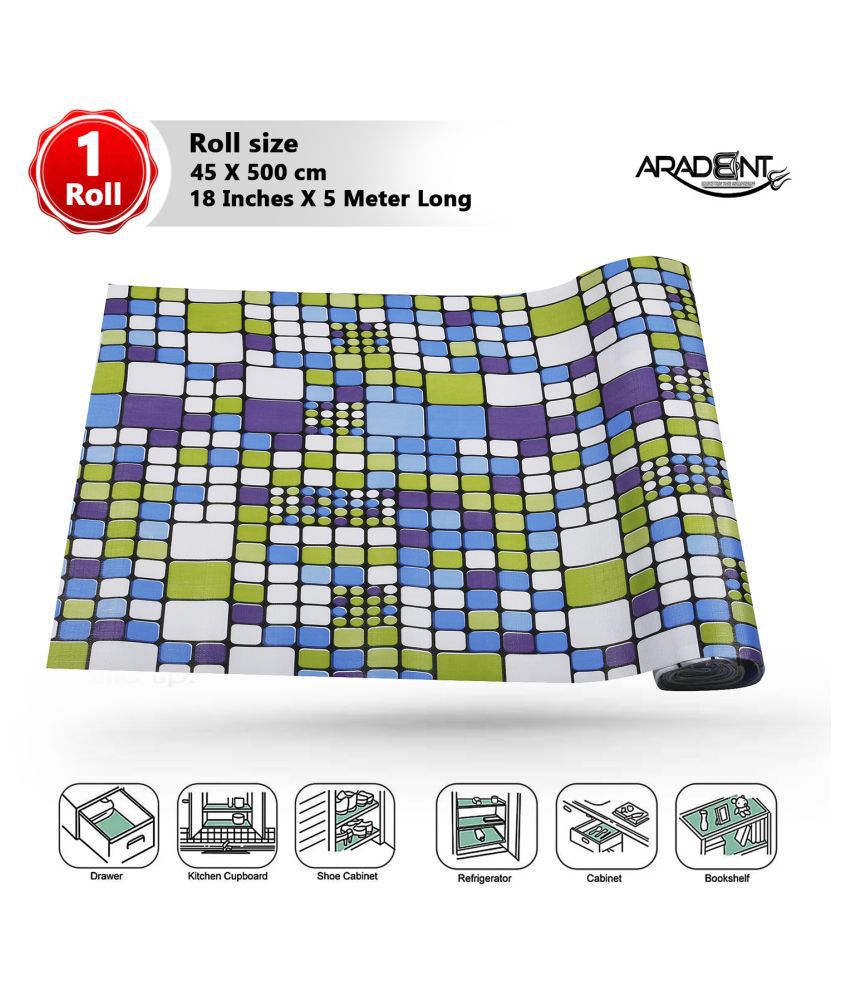 1
Roll
Roll size
45 X 500 cm
18 Inches X 5 Meter Long
ARADENT
Drawer
Kitchen Cupboard
Shoe Cabinet
Refrigerator
Cabinet
Bookshelf